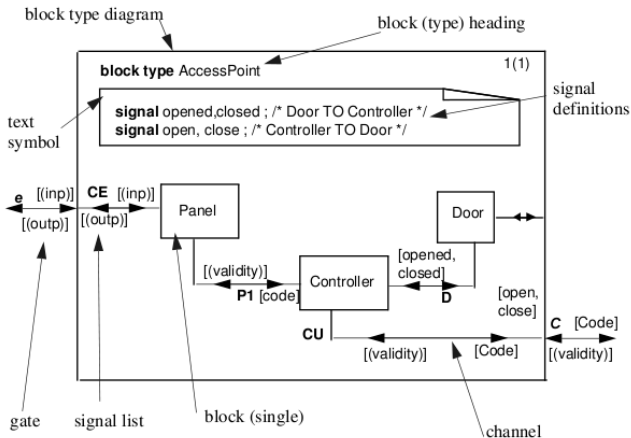 block type diagram
block (type) heading
block type AccessPoint
1(1)
signal opened,closed ; /* Door TO Controller */
signal open, close ; /* Controller TO Door */
signal
definitions
text
symbol
e
[(inp)]
CE
[(inp)]
[(outp)]
[(outp)]
Panel
Door
[(validity)]
P1 [code]
Controller
[opened,
closed]
D
[open,
close]
CU
[(validity)]
[Code]
C
[Code]
[(validity)]
gate
signal list
block (single)
channel